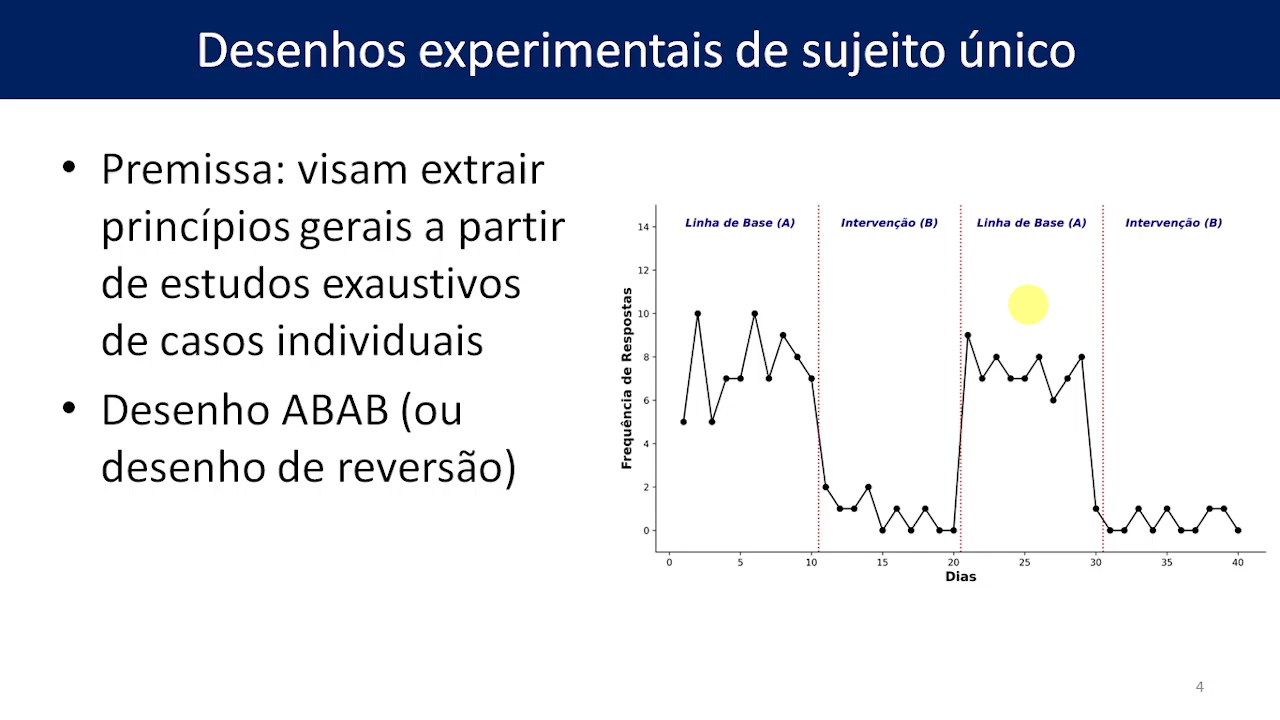 Desenhos experimentais de sujeito único
• Premissa: visam extrair
princípios gerais a partir
de estudos exaustivos
de casos individuais
• Desenho ABAB (ou
desenho de reversão)
Linha de Base (A)
Intervenção (B)
Linha de Base (A)
Intervenção (B)
Frequência de Respostas
14
12
10
8
6
4
2
0
0 5 10 15 20 25 30 35 40
Dias
4